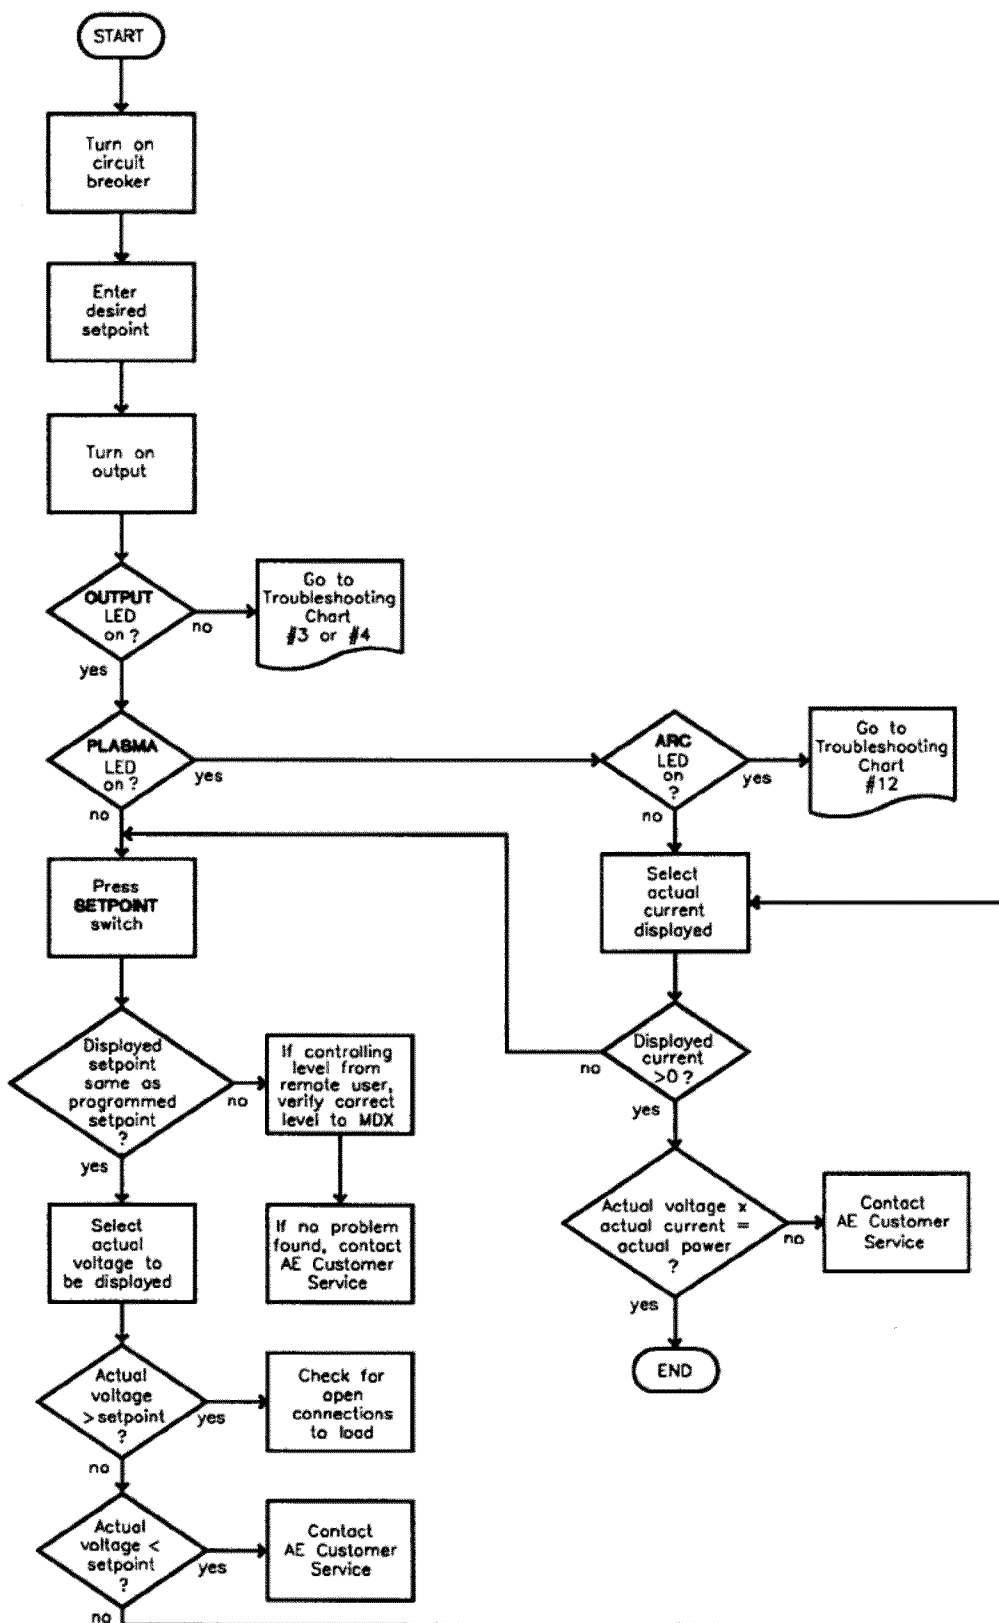 START
Turn on
circuit
breoker
Enter
desired
setpoint
Turn on
output
OUTPUT
LED
on ?
no
Go to
Troubleshooting
Chart
#3 or #4
yes
PLASMA
LED
on ?
yes
no
ARC
LED
on
?
yes
Go to
Troubleshooting
Chart
#12
no
Press
SETPOINT
switch
Select
actual
current
displayed
Displayed
setpoint
same as
programmed
setpoint
?
no
If controlling
level from
remote user,
verify correct
level to MDX
Displayed
current
>0 ?
no
yes
yes
Select
actual
voltage to
be displayed
If no problem
found, contact
AE Customer
Service
Actual voltage x
actual current =
actual power
?
no
Contact
AE Customer
Service
yes
END
Actual
voltage
> setpoint
?
yes
Check for
open
connections
to load
no
Actual
voltage <
setpoint
?
yes
Contact
AE Customer
Service
no